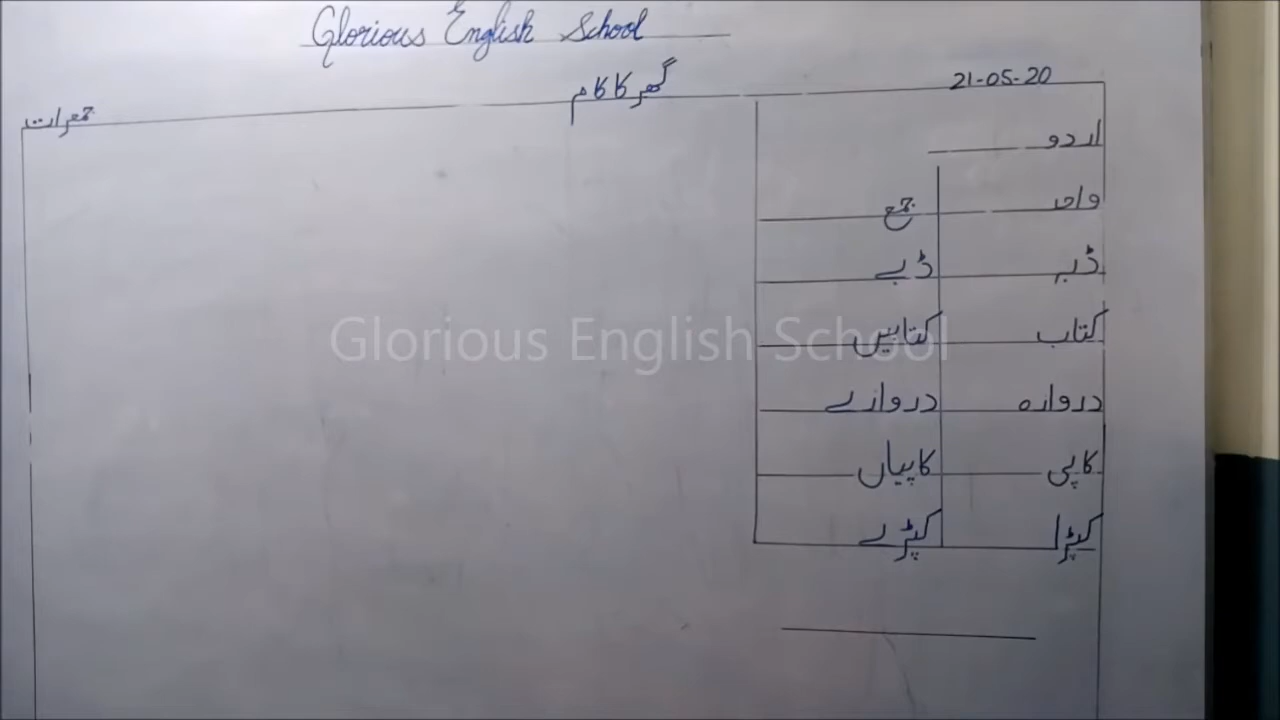 Glorious English School
21-05-20 گھر کا کام جمعرات
اردو
واحد جمع
ڈبہ ڈبے
کتاب کتابیں
دروازہ دروازے
کاپی کاپیاں
کپڑا کپڑے
Glorious English School